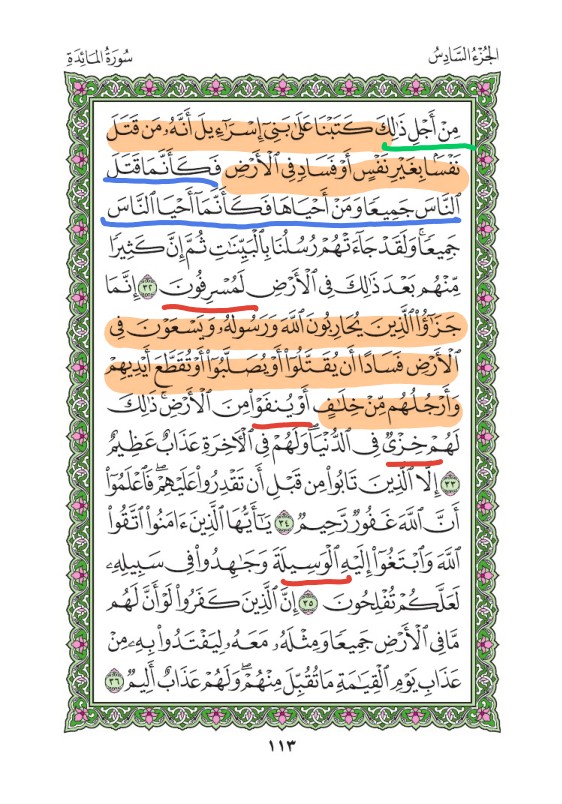 الجُزْءُ السَّادِسُ
سُورَةُ المَائِدَةِ
مِنْ أَجْلِ ذَٰلِكَ كَتَبْنَا عَلَىٰ بَنِىٓ إِسْرَٰٓءِيلَ أَنَّهُۥ مَن قَتَلَ
نَفْسًۢا بِغَيْرِ نَفْسٍ أَوْ فَسَادٍ فِى ٱلْأَرْضِ فَكَأَنَّمَا قَتَلَ
ٱلنَّاسَ جَمِيعًا وَمَنْ أَحْيَاهَا فَكَأَنَّمَآ أَحْيَا ٱلنَّاسَ
جَمِيعًا ۚ وَلَقَدْ جَآءَتْهُمْ رُسُلُنَا بِٱلْبَيِّنَٰتِ ثُمَّ إِنَّ كَثِيرًا
مِّنْهُم بَعْدَ ذَٰلِكَ فِى ٱلْأَرْضِ لَمُسْرِفُونَ ٣٢ إِنَّمَا
جَزَٰٓؤُا۟ ٱلَّذِينَ يُحَارِبُونَ ٱللَّهَ وَرَسُولَهُۥ وَيَسْعَوْنَ فِى
ٱلْأَرْضِ فَسَادًا أَن يُقَتَّلُوٓا۟ أَوْ يُصَلَّبُوٓا۟ أَوْ تُقَطَّعَ أَيْدِيهِمْ
وَأَرْجُلُهُم مِّنْ خِلَٰفٍ أَوْ يُنفَوْا۟ مِنَ ٱلْأَرْضِ ۚ ذَٰلِكَ
لَهُمْ خِزْىٌ فِى ٱلدُّنْيَا ۖ وَلَهُمْ فِى ٱلْءَاخِرَةِ عَذَابٌ عَظِيمٌ
٣٣ إِلَّا ٱلَّذِينَ تَابُوا۟ مِن قَبْلِ أَن تَقْدِرُوا۟ عَلَيْهِمْ ۖ فَٱعْلَمُوٓا۟
أَنَّ ٱللَّهَ غَفُورٌ رَّحِيمٌ ٣٤ يَٰٓأَيُّهَا ٱلَّذِينَ ءَامَنُوا۟ ٱتَّقُوا۟
ٱللَّهَ وَٱبْتَغُوٓا۟ إِلَيْهِ ٱلْوَسِيلَةَ وَجَٰهِدُوا۟ فِى سَبِيلِهِۦ
لَعَلَّكُمْ تُفْلِحُونَ ٣٥ إِنَّ ٱلَّذِينَ كَفَرُوا۟ لَوْ أَنَّ لَهُم
مَّا فِى ٱلْأَرْضِ جَمِيعًا وَمِثْلَهُۥ مَعَهُۥ لِيَفْتَدُوا۟ بِهِۦ مِنْ
عَذَابِ يَوْمِ ٱلْقِيَٰمَةِ مَا تُقُبِّلَ مِنْهُمْ ۖ وَلَهُمْ عَذَابٌ أَلِيمٌ ٣٦
١١٣